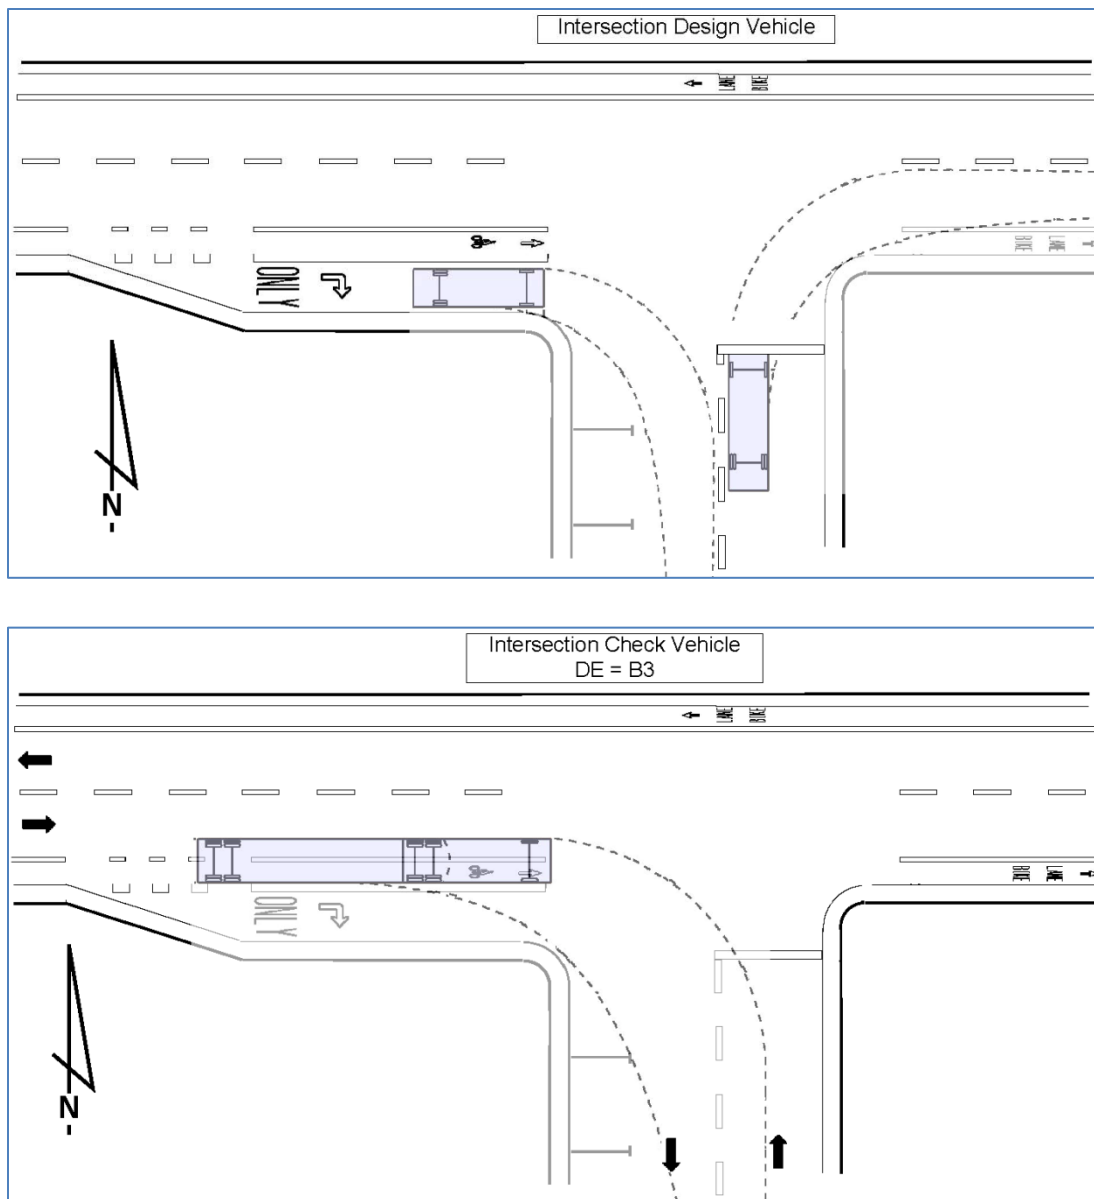 Intersection Design Vehicle
LANE BIKE
ONLY
BIKE LANE
N
Intersection Check Vehicle
DE = B3
LANE BIKE
BIKE LANE
ONLY
N